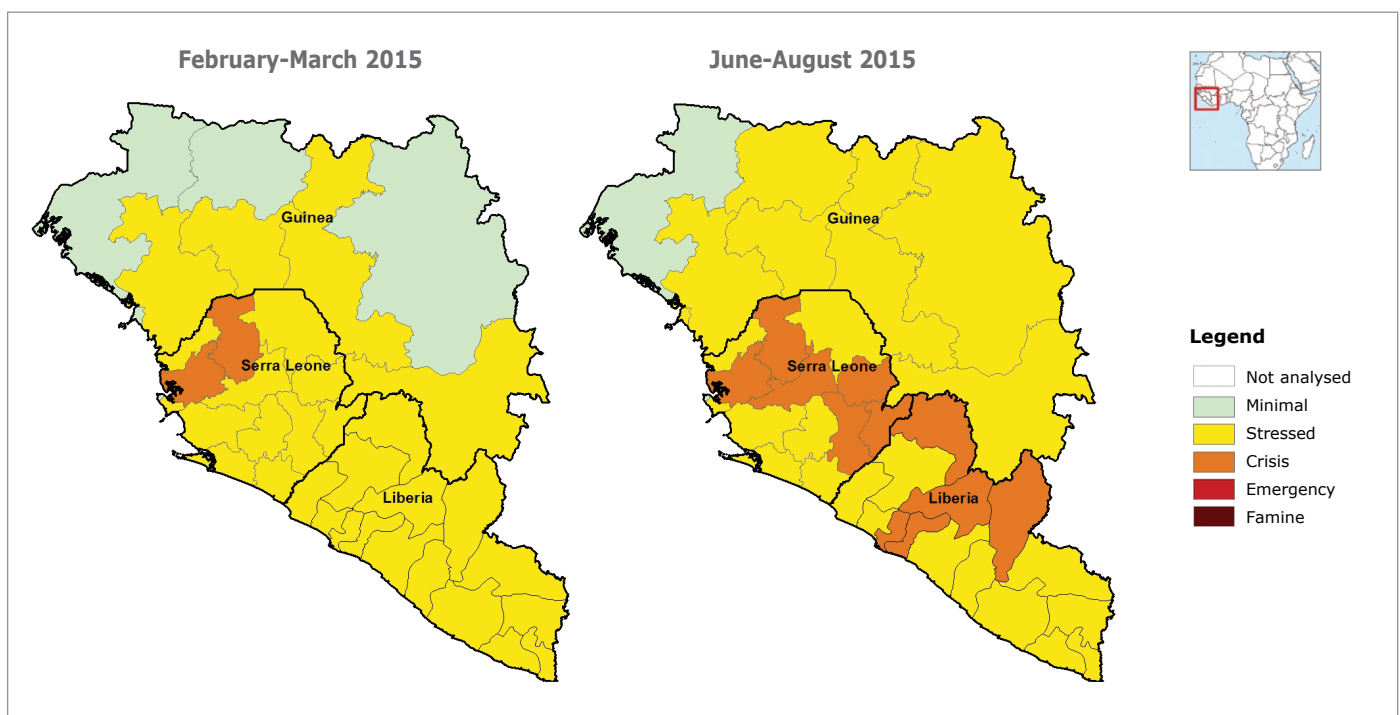 February-March 2015
June-August 2015
Guinea
Serra Leone
Liberia
Guinea
Serra Leone
Liberia
Legend
Not analysed
Minimal
Stressed
Crisis
Emergency
Famine